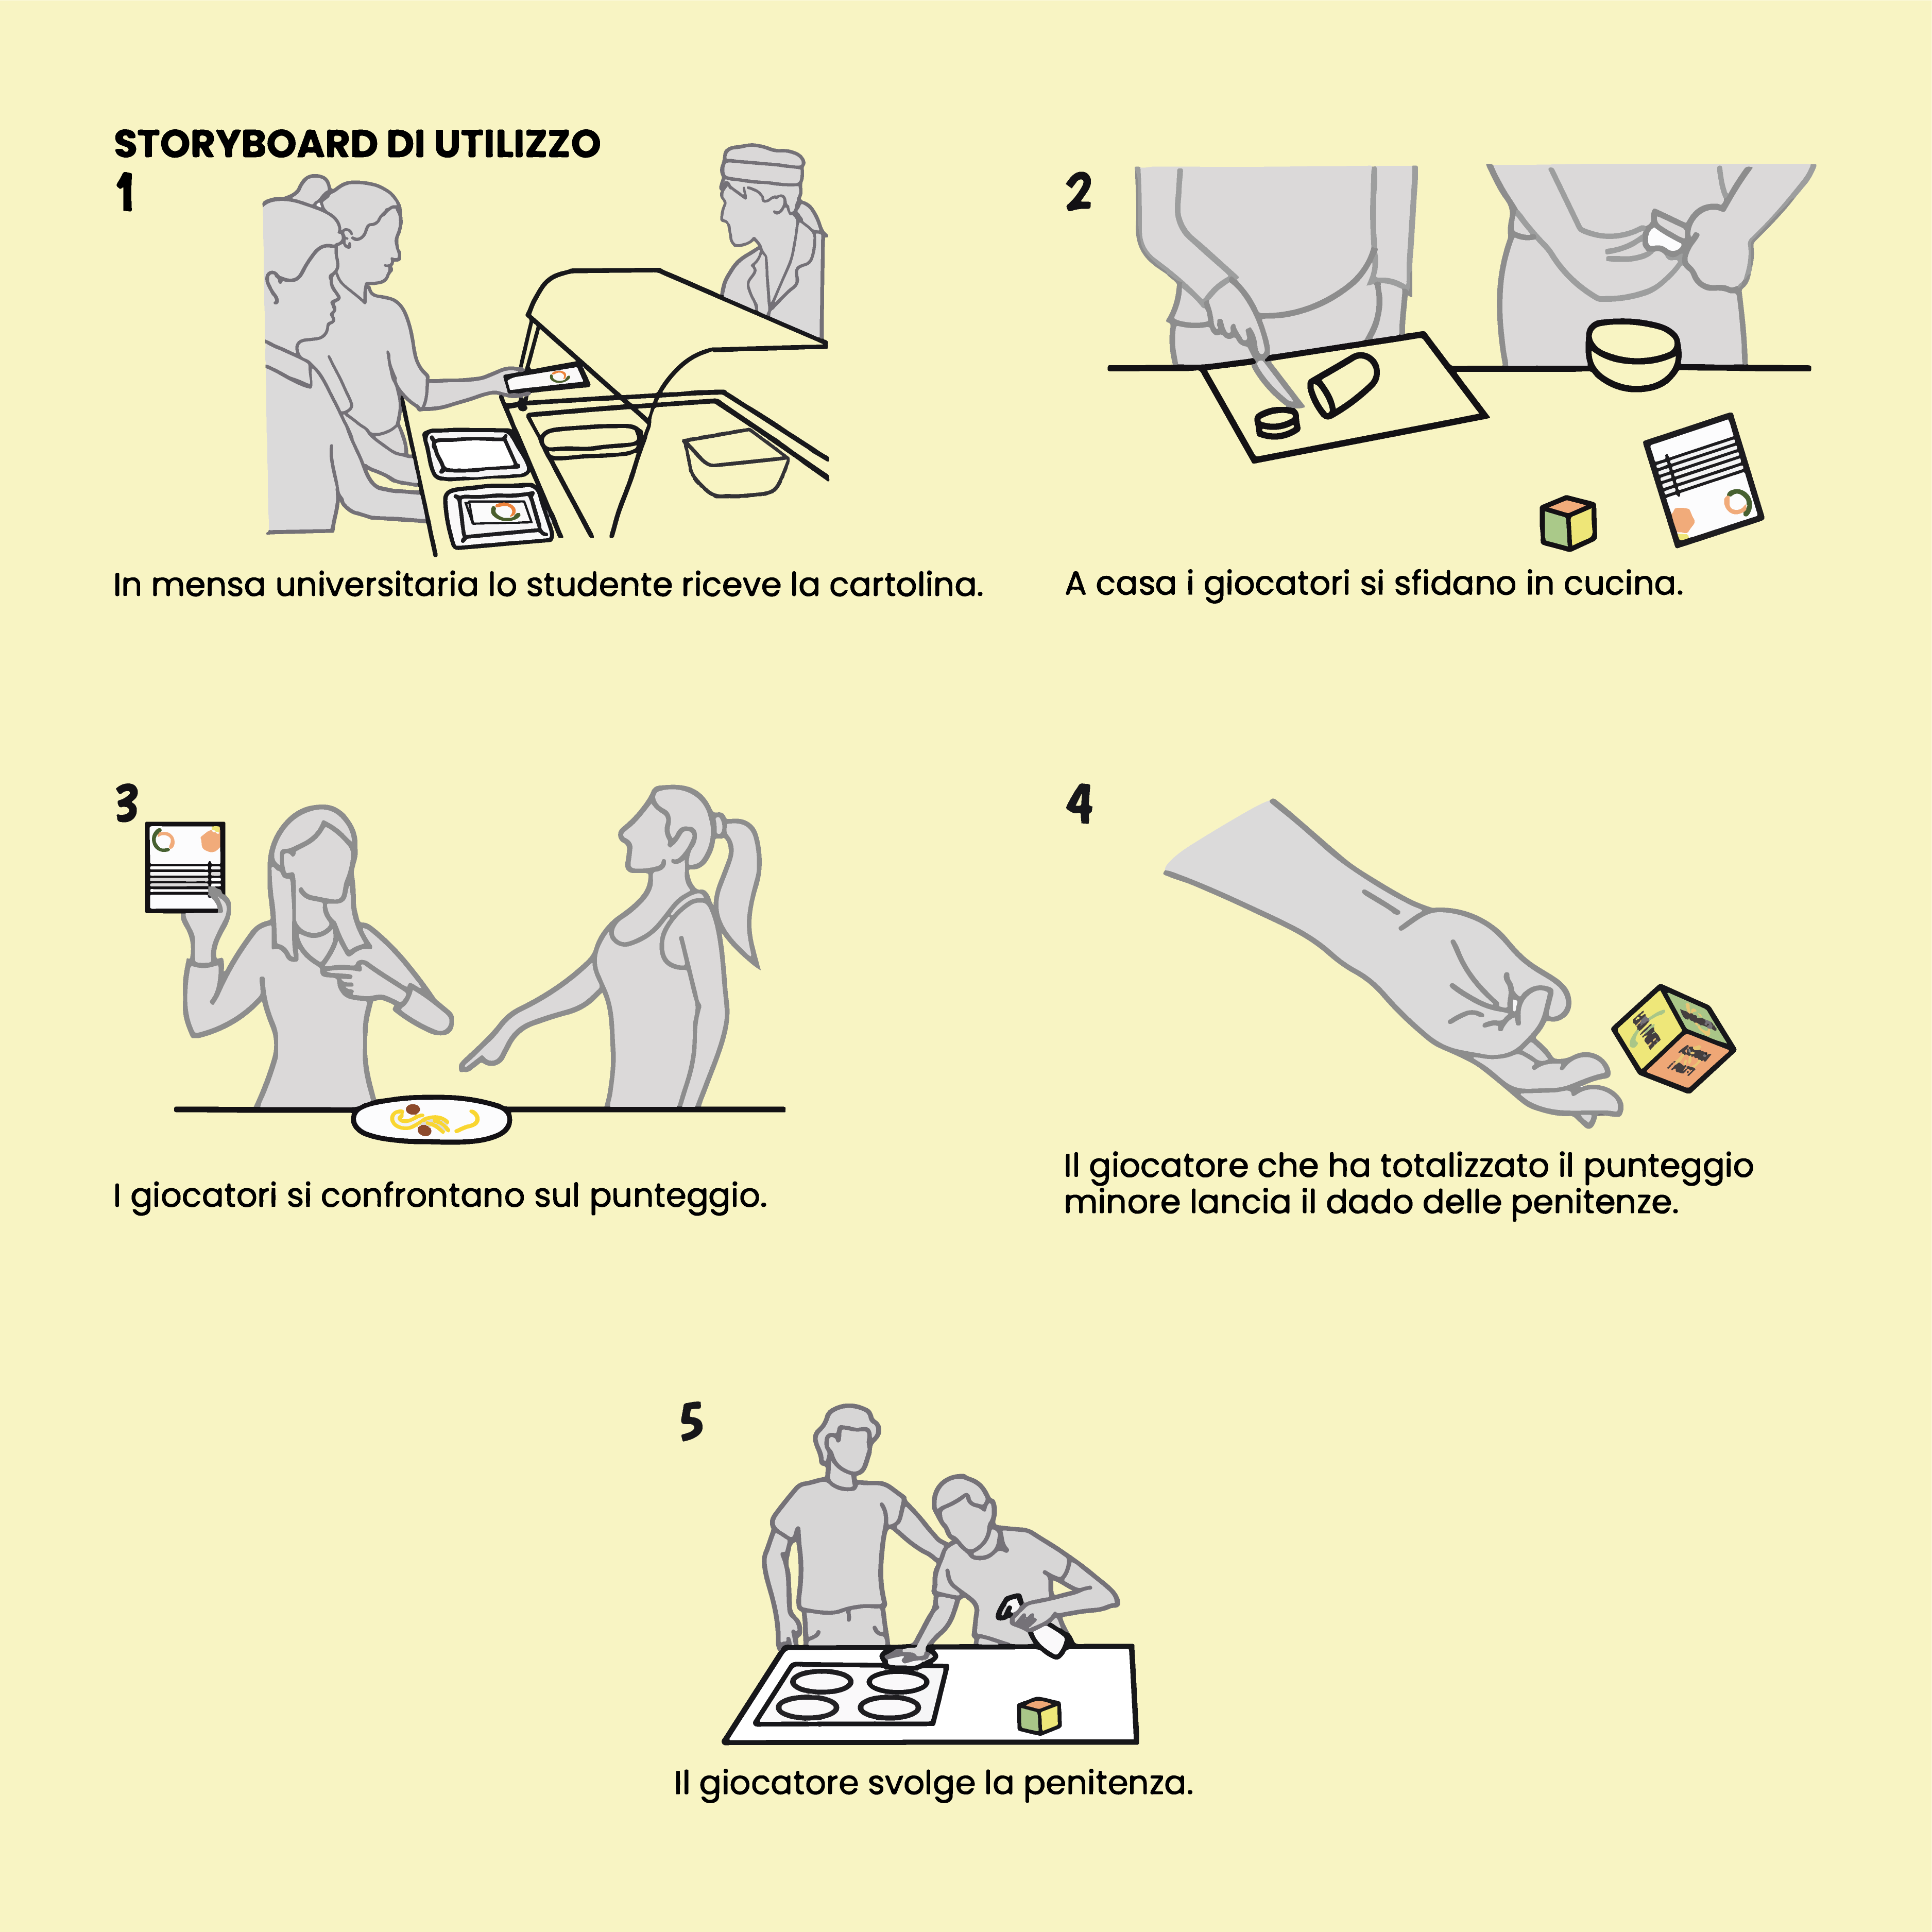 STORYBOARD DI UTILIZZO
1
In mensa universitaria lo studente riceve la cartolina.
2
A casa i giocatori si sfidano in cucina.
3
I giocatori si confrontano sul punteggio.
4
Il giocatore che ha totalizzato il punteggio
minore lancia il dado delle penitenze.
5
Il giocatore svolge la penitenza.